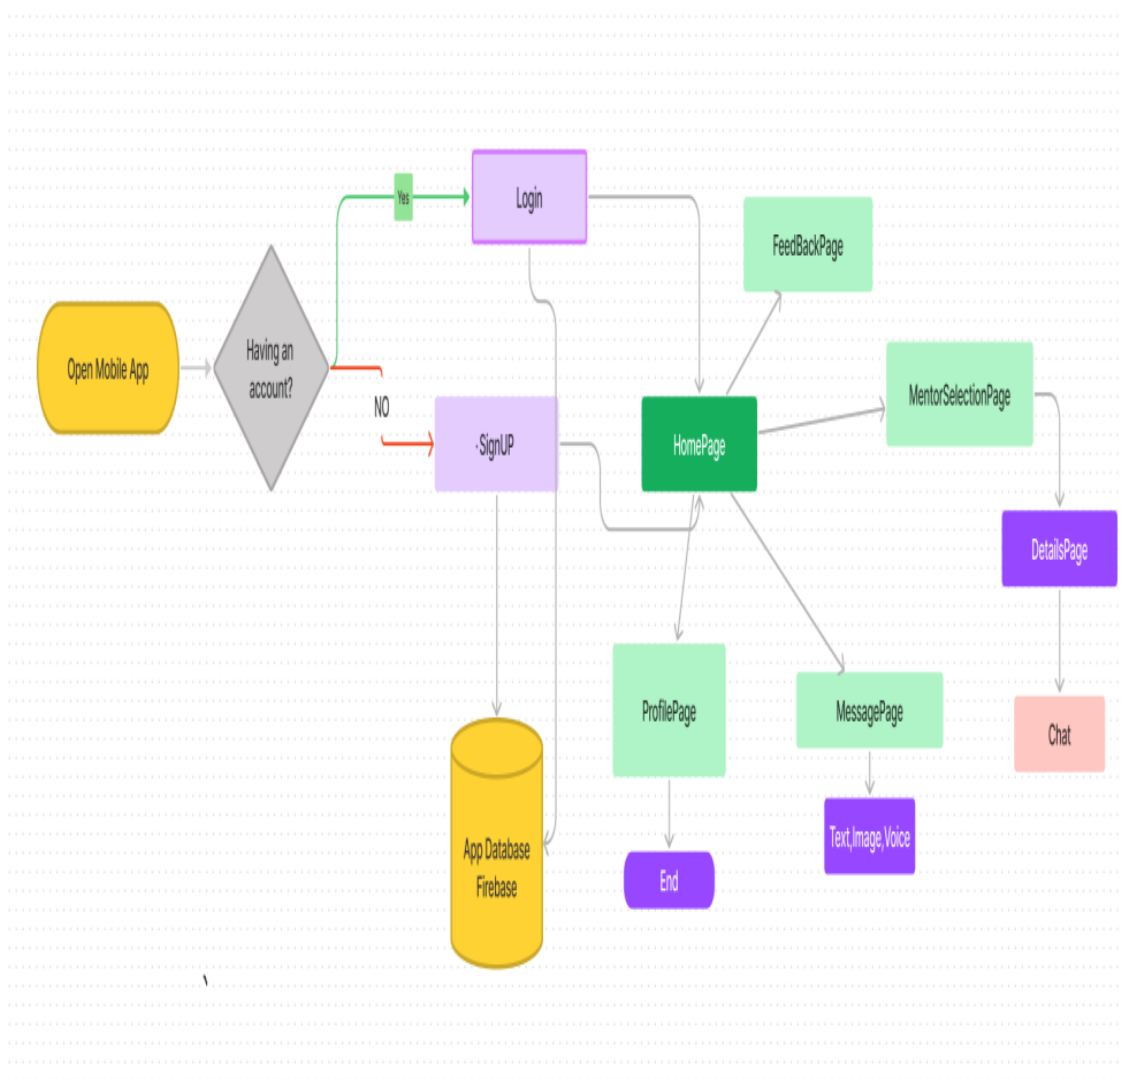 Yes
Login
FeedBackPage
Open Mobile App
Having an
account?
NO
-SignUP
HomePage
MentorSelectionPage
DetailsPage
ProfilePage
MessagePage
Chat
App Database
Firebase
End
Text,Image,Voice